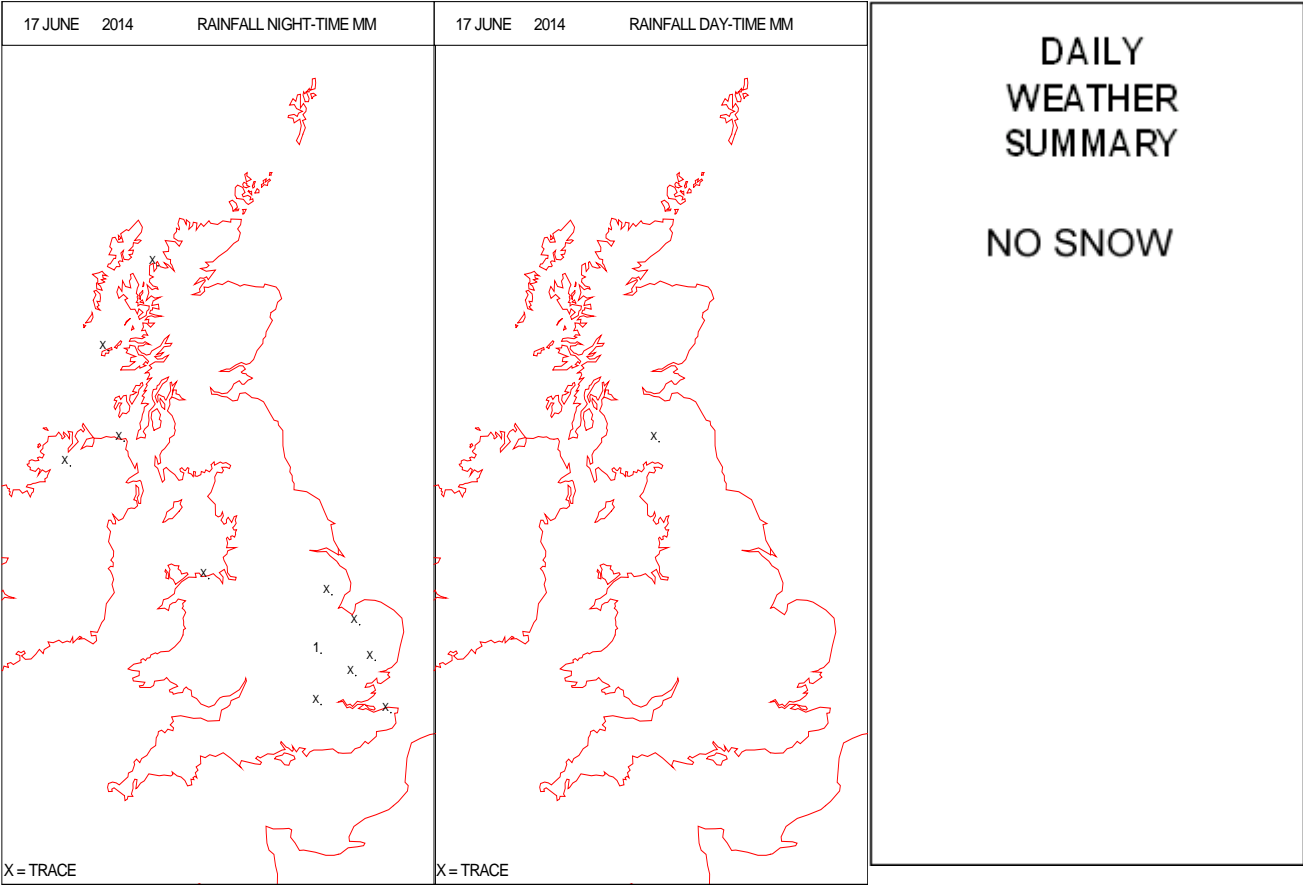 17 JUNE 2014 RAINFALL NIGHT-TIME MM
x.
x.
x.
x.
x.
x.
x.
1.
x.
x.
x.
x.
X = TRACE
17 JUNE 2014 RAINFALL DAY-TIME MM
x.
X = TRACE
DAILY
WEATHER
SUMMARY
NO SNOW